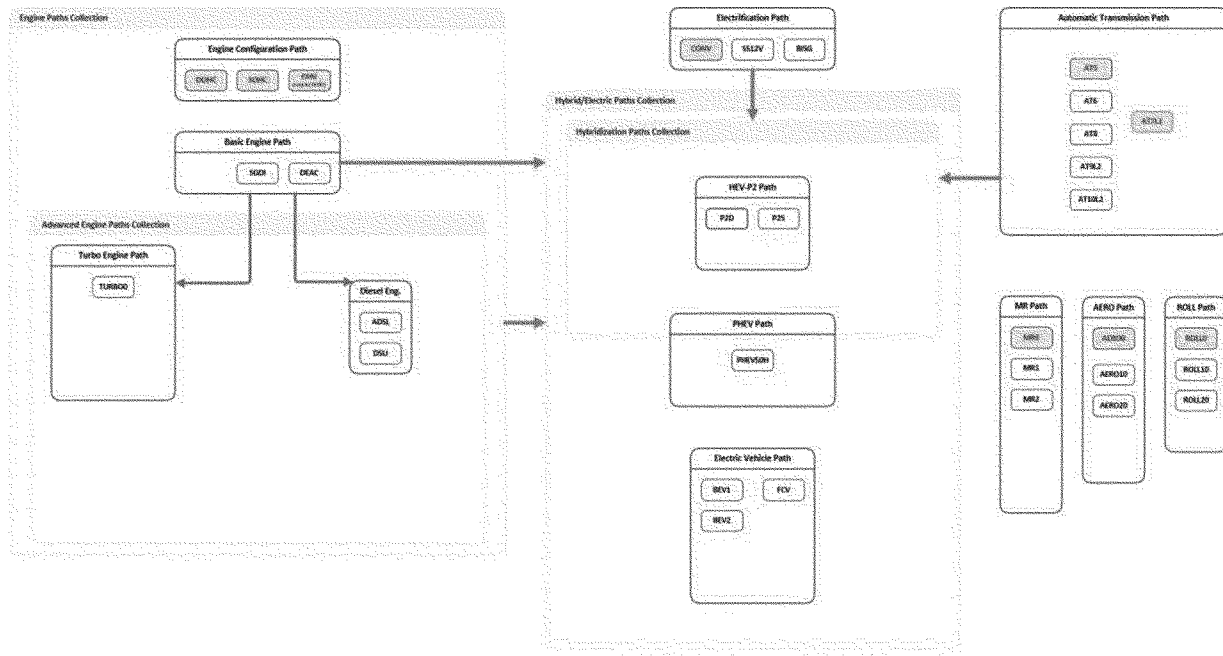 Engine Paths Collection
Engine Configuration Path
DOHC
SOHC
OHV
Basic Engine Path
SGDI
DEAC
Advanced Engine Paths Collection
Turbo Engine Path
TURBO0
Diesel Eng.
ADSL
DSLI
Electrification Path
CONV
SS12V
BISG
Hybrid/Electric Paths Collection
Hybridization Paths Collection
HEV-P2 Path
P2D
P2S
PHEV Path
PHEV50H
Electric Vehicle Path
BEV1
FCV
BEV2
Automatic Transmission Path
AT5
AT6
AT8
AT7L2
AT9L2
AT10L2
MR Path
MR0
MR1
MR2
AERO Path
AERO0
AERO10
AERO20
ROLL Path
ROLL0
ROLL10
ROLL20